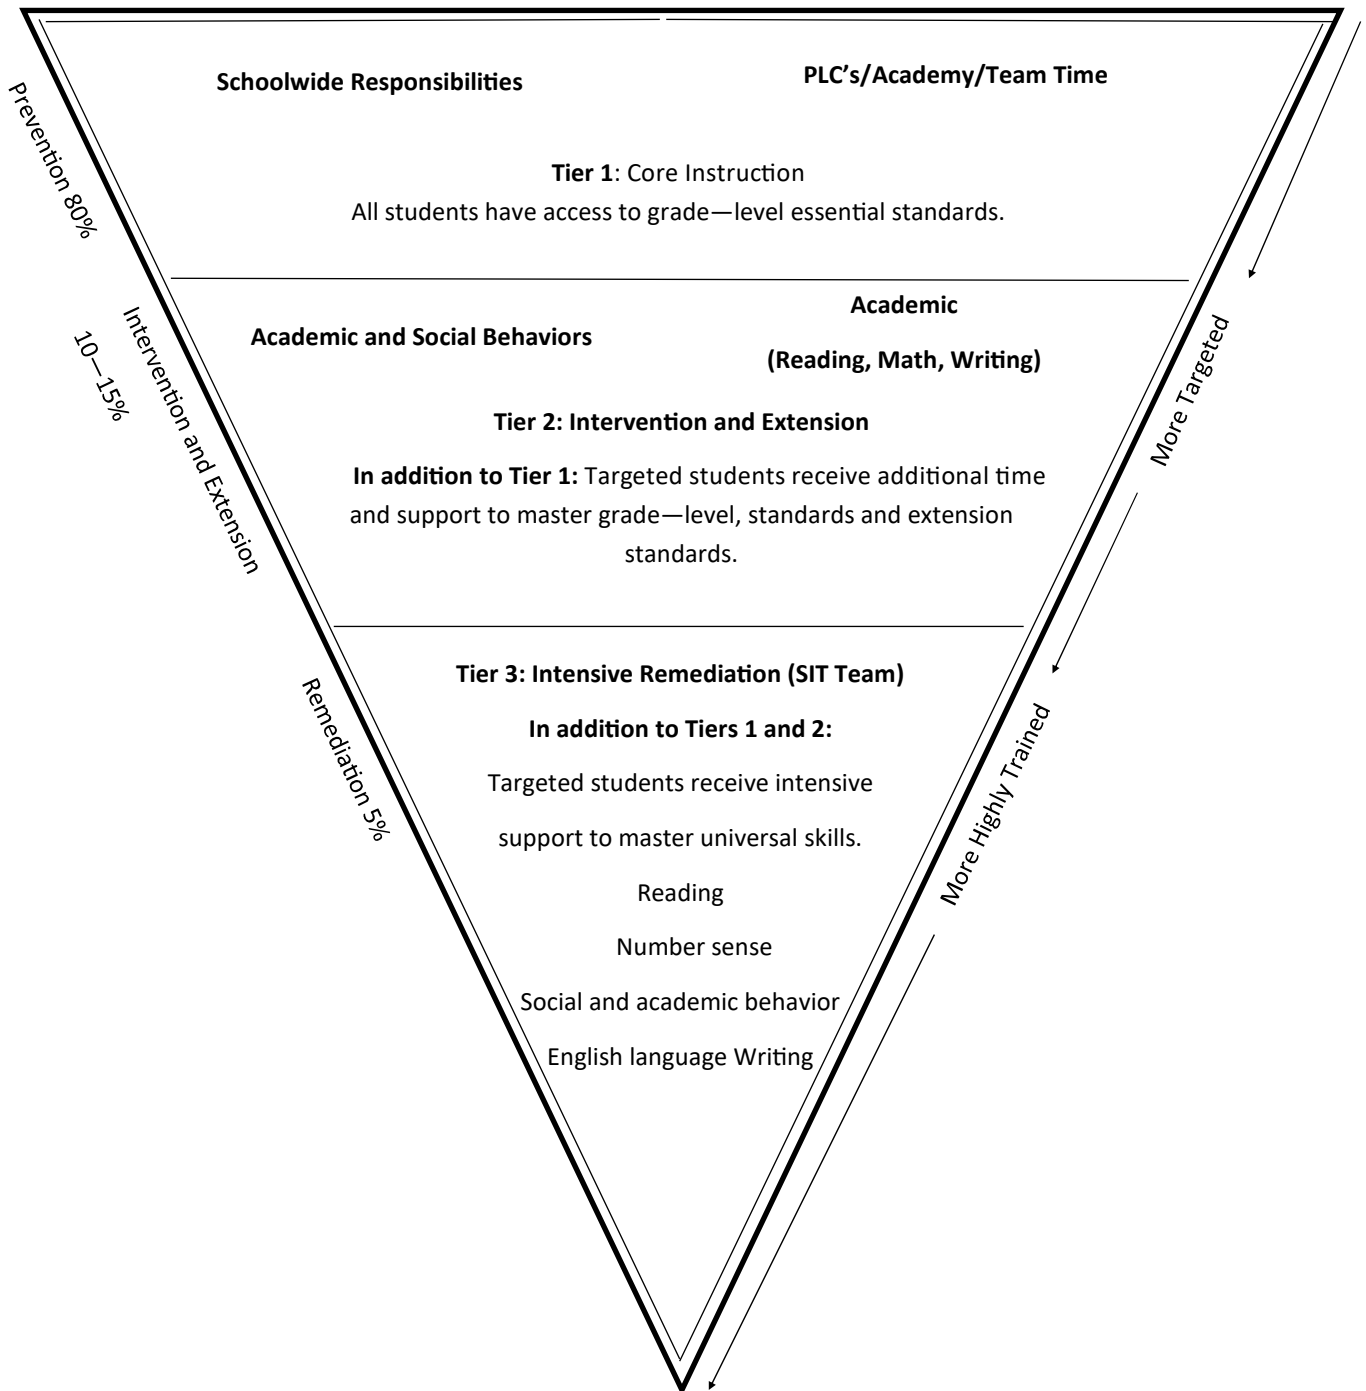 Schoolwide Responsibilities
PLC's/Academy/Team Time
Prevention 80%
Tier 1: Core Instruction
All students have access to grade—level essential standards.
Academic and Social Behaviors
Academic
(Reading, Math, Writing)
Intervention and Extension
10—15%
More Targeted
Tier 2: Intervention and Extension
In addition to Tier 1: Targeted students receive additional time
and support to master grade—level, standards and extension
standards.
Remediation 5%
More Highly Trained
Tier 3: Intensive Remediation (SIT Team)
In addition to Tiers 1 and 2:
Targeted students receive intensive
support to master universal skills.
Reading
Number sense
Social and academic behavior
English language Writing